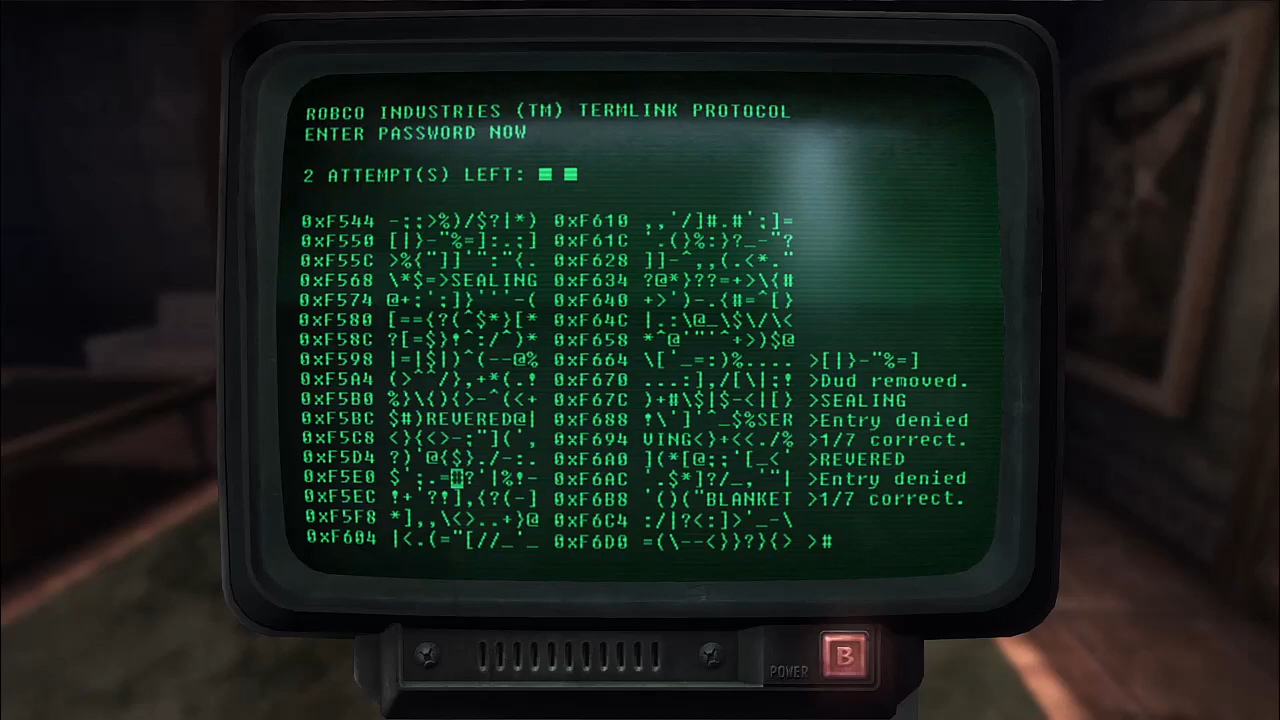 ROBCO INDUSTRIES (TM) TERMLINK PROTOCOL
ENTER PASSWORD NOW
2 ATTEMPT(S) LEFT:
0xF544 -;;>%)/$?|*) 0xF610 ,,'/]#.#';]=
0xF550 [|}-"%=]:.;] 0xF61C '.(}%:}?_-"?
0xF55C >%{"]]'":"{. 0xF628 ]]-^,,(.<*."
0xF568 \*$=>SEALING 0xF634 ?@*}??=+>\{#
0xF574 @+;';]}'''-( 0xF640 +>')-.{#=^[}
0xF580 [=={?(^$*}[* 0xF64C |.:\@_\$\/\<
0xF58C ?[=$}!^:/^)* 0xF658 *^@'"'^+>)$@
0xF598 |=|$|)^(--@% 0xF664 \['_=:)%.... >[|}-"%=]
0xF5A4 (>^^/},+*(.! 0xF670 ...:],/[\|;! >Dud removed.
0xF5B0 %}\{){>-^(<+ 0xF67C )+#\$|$-<|[} >SEALING
0xF5BC $#)REVERED@| 0xF688 !\']'^_$%SER >Entry denied
0xF5C8 <}{<>-;"](', 0xF694 VING<}+<<./% >1/7 correct.
0xF5D4 ?)'@{$}./-:. 0xF6A0 ](*[@;;'[_<' >REVERED
0xF5E0 $';.=#?'|%!- 0xF6AC '.$*]?/_,'"| >Entry denied
0xF5EC !+'?!],{?(-] 0xF6B8 '()("BLANKET >1/7 correct.
0xF5F8 *],,\<>..+}@ 0xF6C4 :/|?<:]>'_-\
0xF604 |<.(="[//_'_ 0xF6D0 =(\--<}}?}{> >#
POWER
B